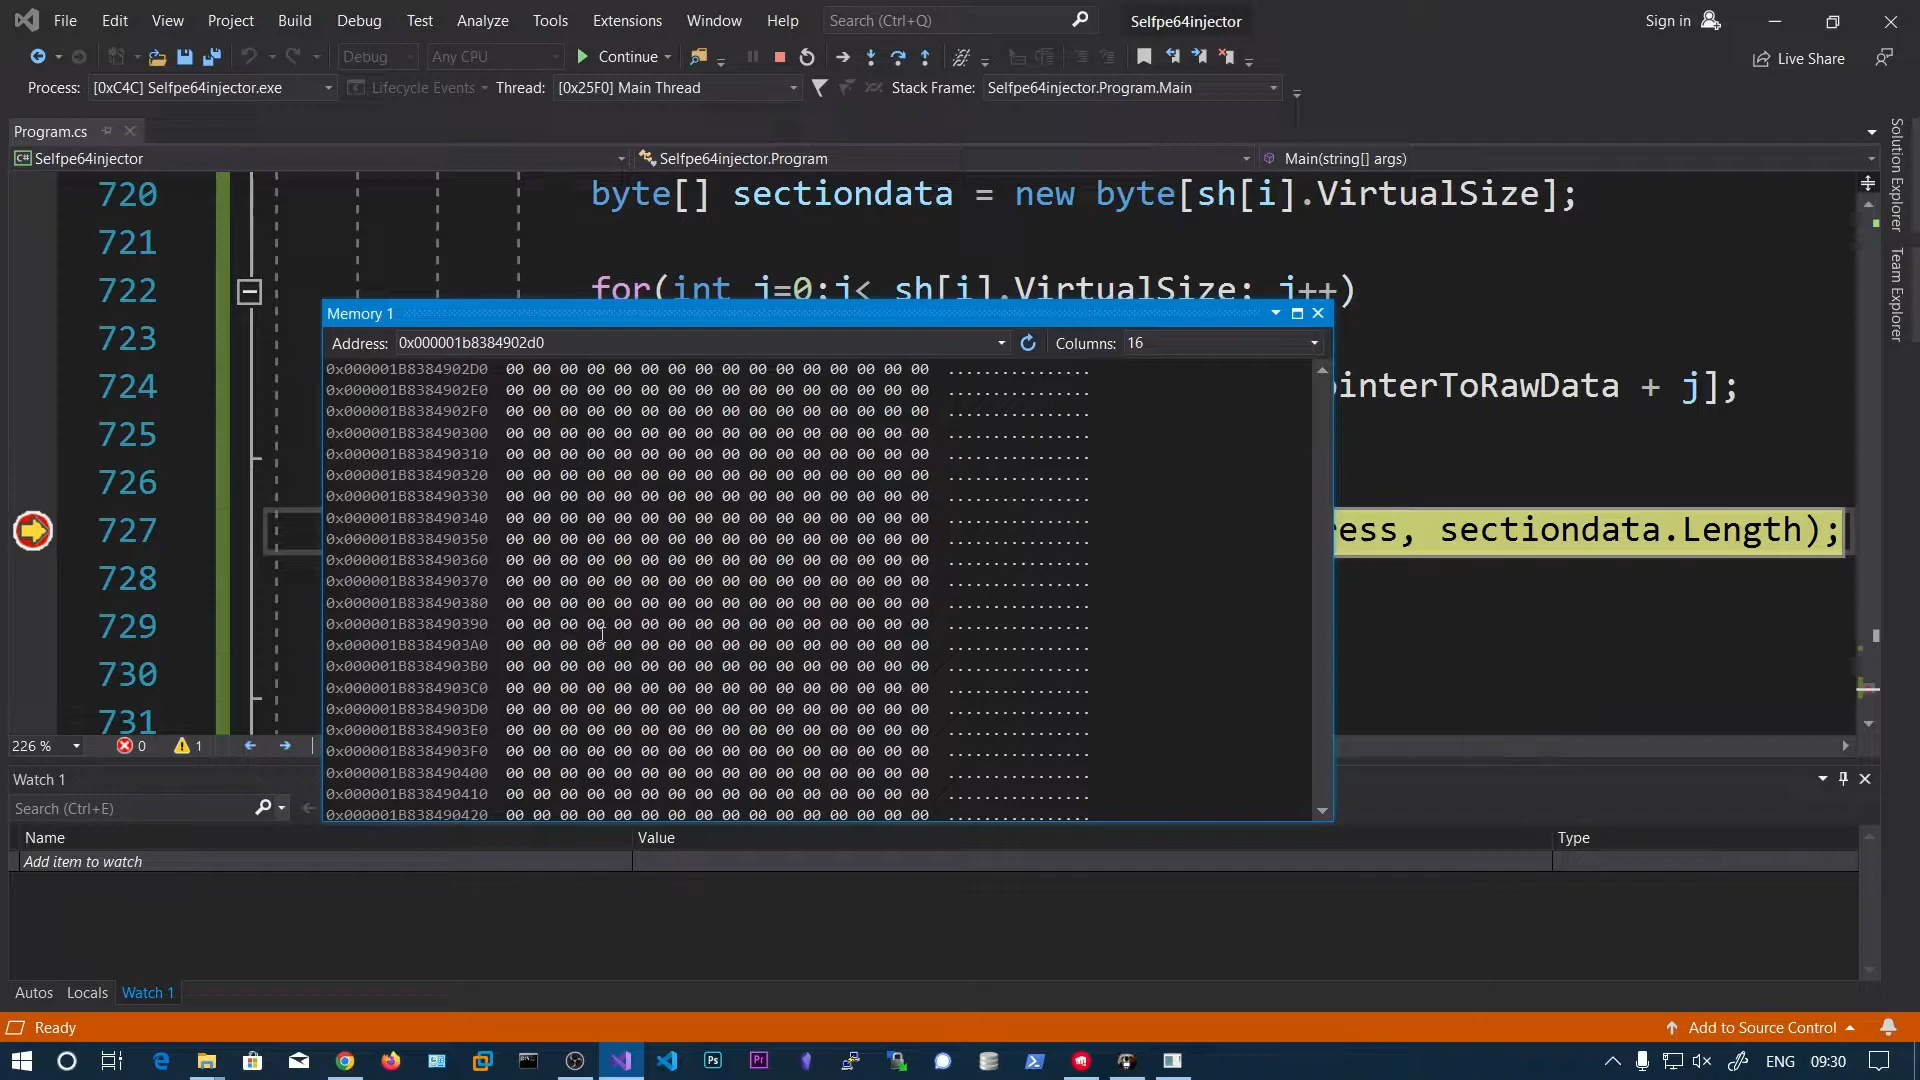 File Edit View Project Build Debug Test Analyze Tools Extensions Window Help Search (Ctrl+Q) Selfpe64injector Sign in
Debug Any CPU Continue Live Share
Process: [0xC4C] Selfpe64injector.exe Lifecycle Events Thread: [0x25F0] Main Thread Stack Frame: Selfpe64injector.Program.Main
Program.cs
C# Selfpe64injector Selfpe64injector.Program Main(string[] args)
Solution Explorer
Team Explorer
720 byte[] sectiondata = new byte[sh[i].VirtualSize];
721
722 for(int j=0;j< sh[i].VirtualSize; j++)
723
724 interToRawData + j];
725
726
727 ess, sectiondata.Length);
728
729
730
731
Memory 1
Address: 0x000001b8384902d0 Columns: 16
0x000001B8384902D0 00 00 00 00 00 00 00 00 00 00 00 00 00 00 00 00 ................
0x000001B8384902E0 00 00 00 00 00 00 00 00 00 00 00 00 00 00 00 00 ................
0x000001B8384902F0 00 00 00 00 00 00 00 00 00 00 00 00 00 00 00 00 ................
0x000001B838490300 00 00 00 00 00 00 00 00 00 00 00 00 00 00 00 00 ................
0x000001B838490310 00 00 00 00 00 00 00 00 00 00 00 00 00 00 00 00 ................
0x000001B838490320 00 00 00 00 00 00 00 00 00 00 00 00 00 00 00 00 ................
0x000001B838490330 00 00 00 00 00 00 00 00 00 00 00 00 00 00 00 00 ................
0x000001B838490340 00 00 00 00 00 00 00 00 00 00 00 00 00 00 00 00 ................
0x000001B838490350 00 00 00 00 00 00 00 00 00 00 00 00 00 00 00 00 ................
0x000001B838490360 00 00 00 00 00 00 00 00 00 00 00 00 00 00 00 00 ................
0x000001B838490370 00 00 00 00 00 00 00 00 00 00 00 00 00 00 00 00 ................
0x000001B838490380 00 00 00 00 00 00 00 00 00 00 00 00 00 00 00 00 ................
0x000001B838490390 00 00 00 00 00 00 00 00 00 00 00 00 00 00 00 00 ................
0x000001B8384903A0 00 00 00 00 00 00 00 00 00 00 00 00 00 00 00 00 ................
0x000001B8384903B0 00 00 00 00 00 00 00 00 00 00 00 00 00 00 00 00 ................
0x000001B8384903C0 00 00 00 00 00 00 00 00 00 00 00 00 00 00 00 00 ................
0x000001B8384903D0 00 00 00 00 00 00 00 00 00 00 00 00 00 00 00 00 ................
0x000001B8384903E0 00 00 00 00 00 00 00 00 00 00 00 00 00 00 00 00 ................
0x000001B8384903F0 00 00 00 00 00 00 00 00 00 00 00 00 00 00 00 00 ................
0x000001B838490400 00 00 00 00 00 00 00 00 00 00 00 00 00 00 00 00 ................
0x000001B838490410 00 00 00 00 00 00 00 00 00 00 00 00 00 00 00 00 ................
0x000001B838490420 00 00 00 00 00 00 00 00 00 00 00 00 00 00 00 00 ................
226 % 0 1
Watch 1
Search (Ctrl+E)
Name Value Type
Add item to watch
Autos Locals Watch 1
Ready Add to Source Control
Ps Pr ENG 09:30